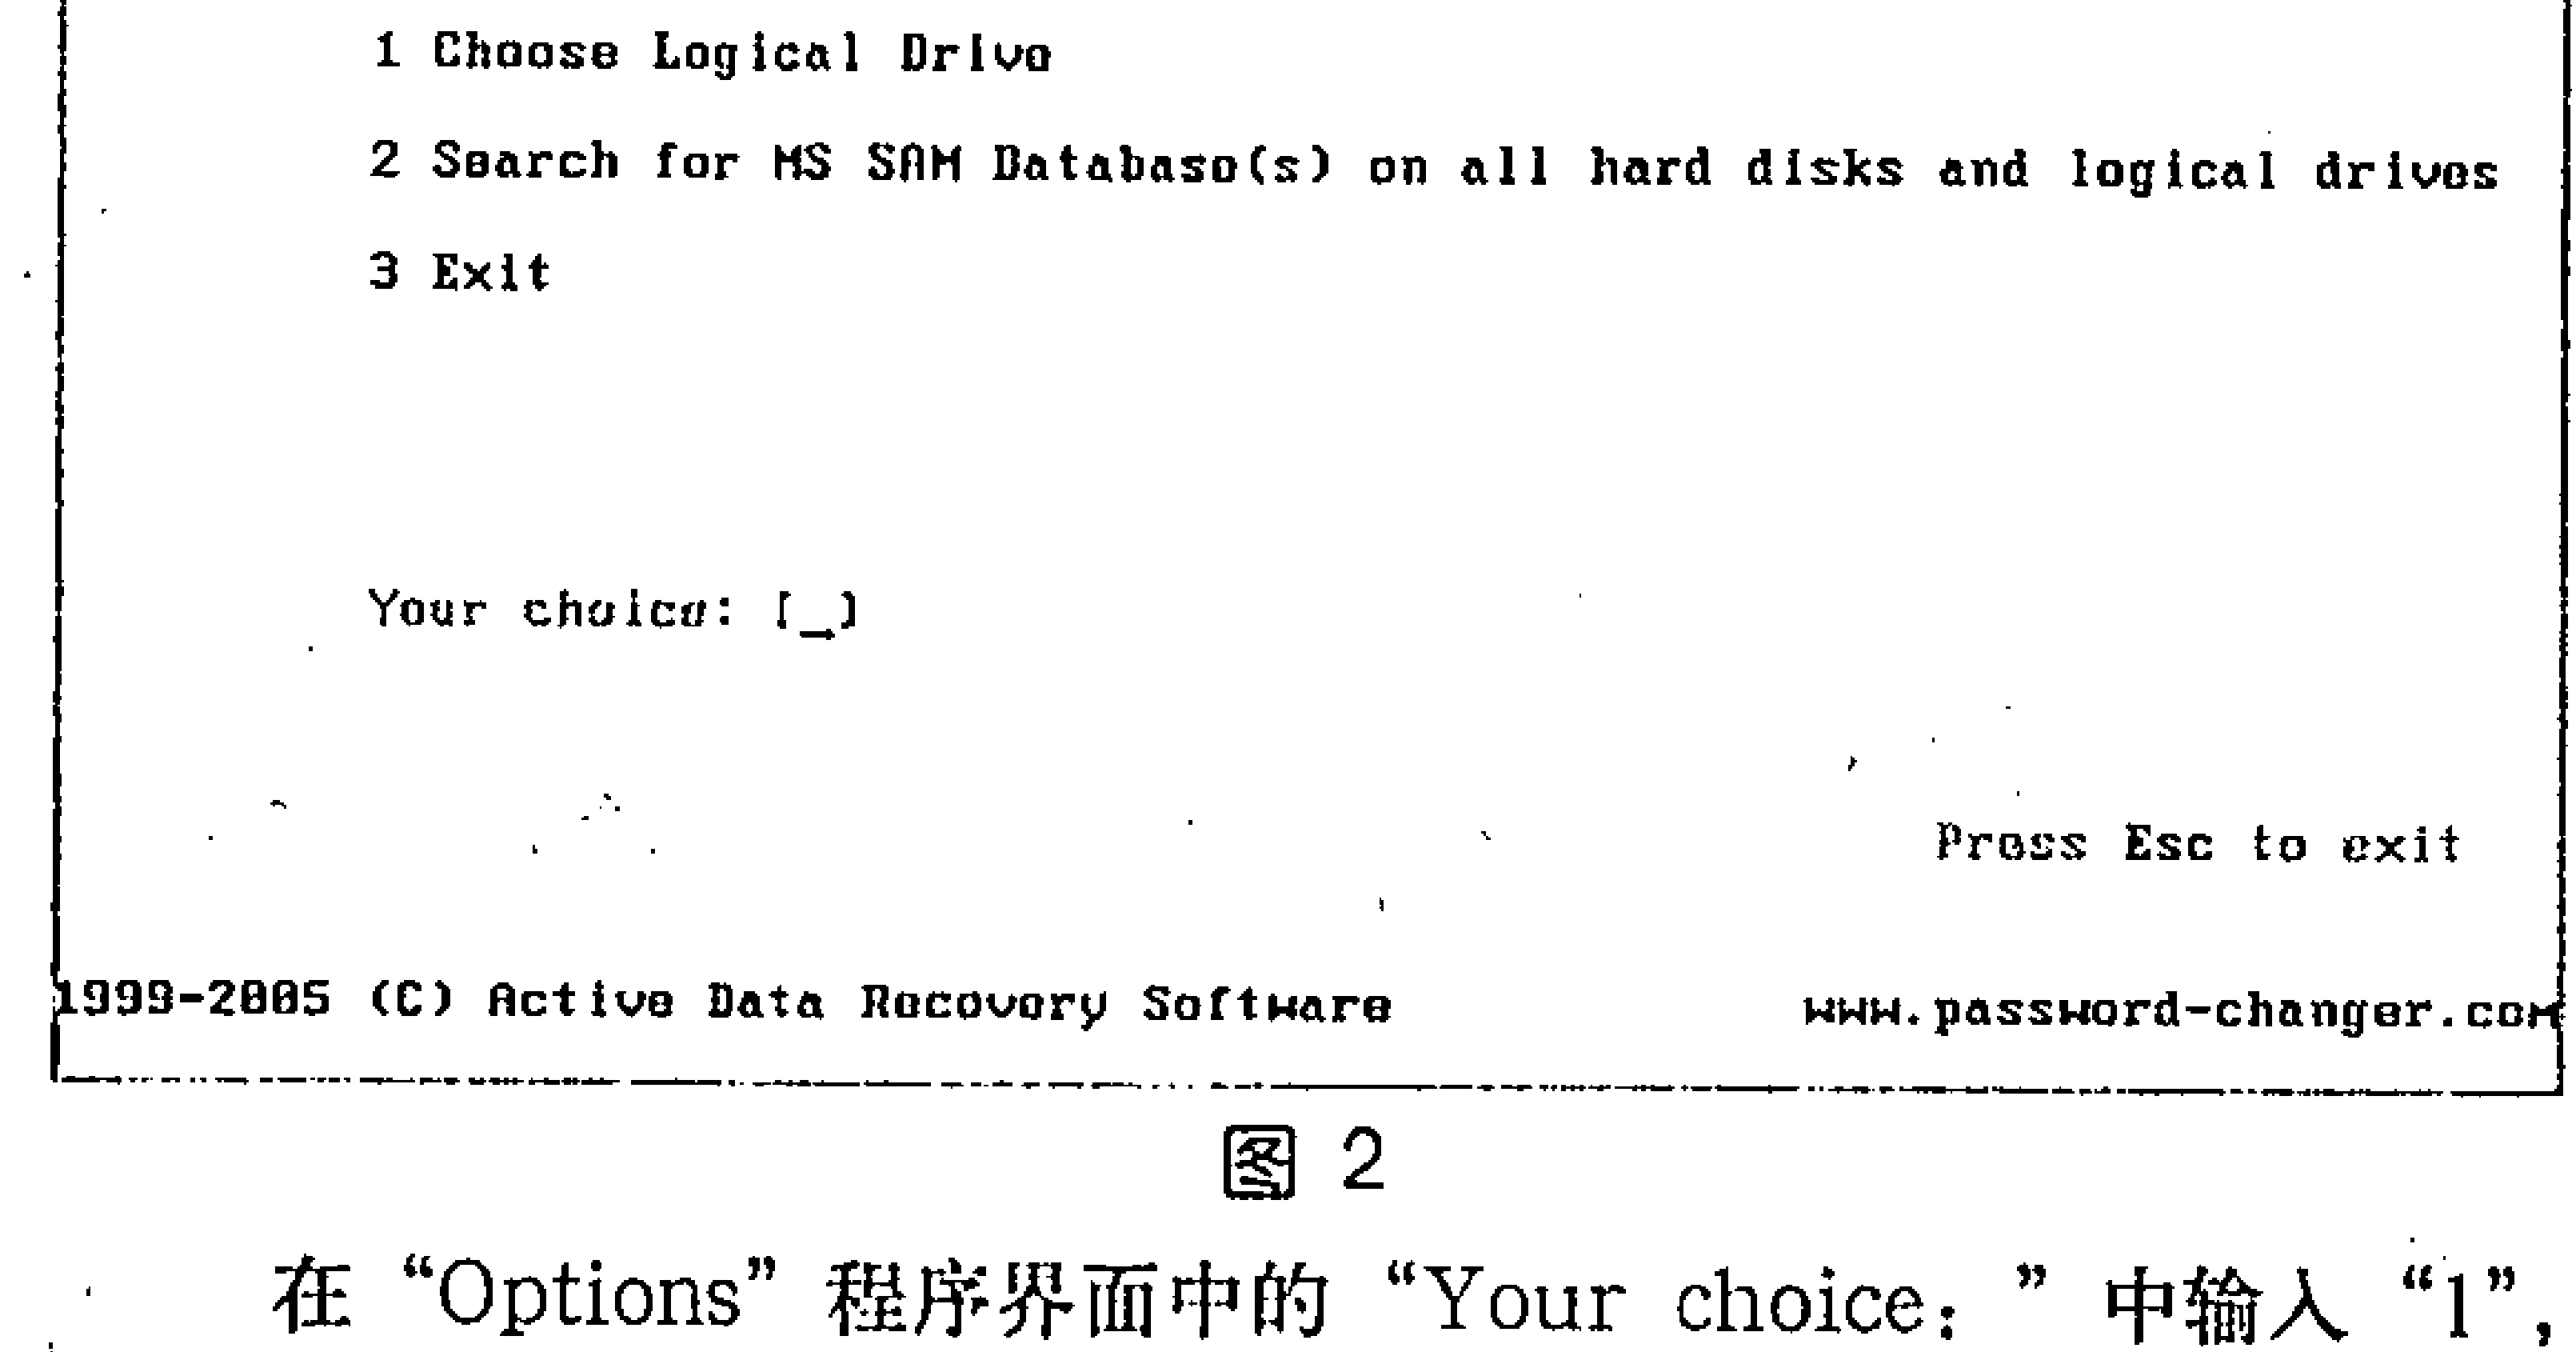 1 Choose Logical Drive
2 Search for MS SAM Database(s) on all hard disks and logical drives
3 Exit
Your choice: [_]
Press Esc to exit
1999-2005 (C) Active Data Recovery Software www.password-changer.com
图 2
在 “Options” 程序界面中的 “Your choice: ” 中输入 “1”,